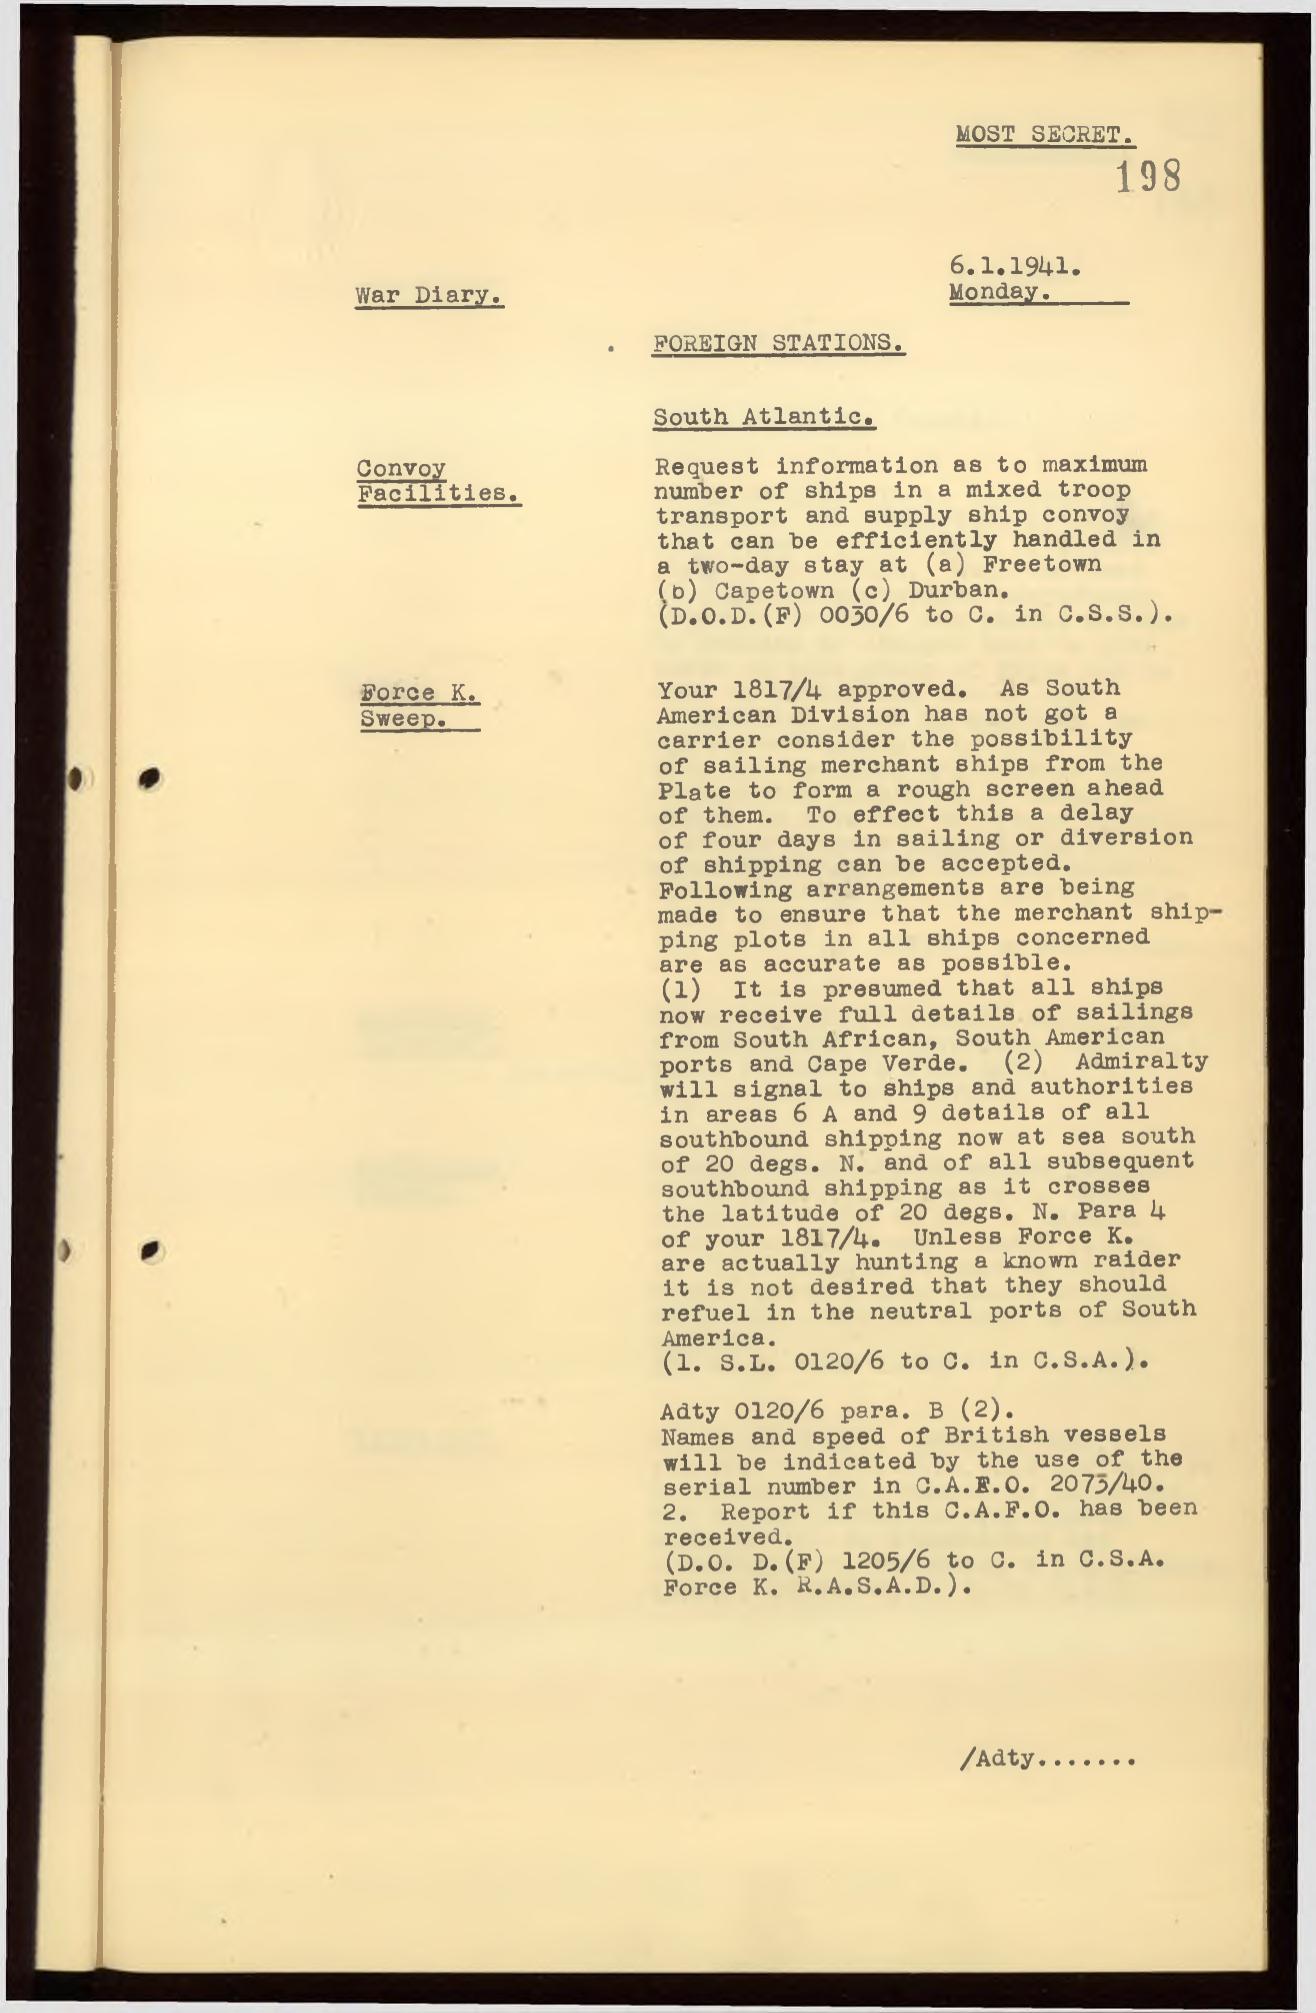 MOST SECRET.
198
6.1.1941.
War Diary.
Monday.
FOREIGN STATIONS.
South Atlantic.
Convoy
Facilities.
Request information as to maximum
number of ships in a mixed troop
transport and supply ship convoy
that can be efficiently handled in
a two-day stay at (a) Freetown
(b) Capetown (c) Durban.
(D.O.D.(F) 0030/6 to C. in C.S.S.).
Force K.
Sweep.
Your 1817/4 approved. As South
American Division has not got a
carrier consider the possibility
of sailing merchant ships from the
Plate to form a rough screen ahead
of them. To effect this a delay
of four days in sailing or diversion
of shipping can be accepted.
Following arrangements are being
made to ensure that the merchant ship-
ping plots in all ships concerned
are as accurate as possible.
(1) It is presumed that all ships
now receive full details of sailings
from South African, South American
ports and Cape Verde. (2) Admiralty
will signal to ships and authorities
in areas 6 A and 9 details of all
southbound shipping now at sea south
of 20 degs. N. and of all subsequent
southbound shipping as it crosses
the latitude of 20 degs. N. Para 4
of your 1817/4. Unless Force K.
are actually hunting a known raider
it is not desired that they should
refuel in the neutral ports of South
America.
(1. S.L. 0120/6 to C. in C.S.A.).
Adty 0120/6 para. B (2).
Names and speed of British vessels
will be indicated by the use of the
serial number in C.A.F.O. 2073/40.
2. Report if this C.A.F.O. has been
received.
(D.O. D.(F) 1205/6 to C. in C.S.A.
Force K. R.A.S.A.D.).
/Adty.......